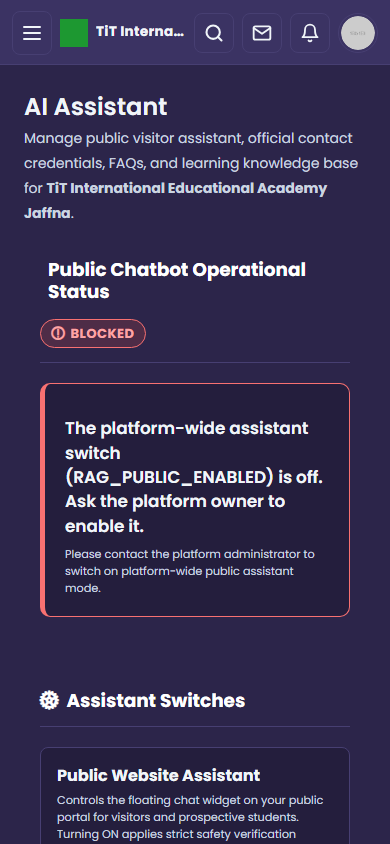 TiT Interna...
AI Assistant
Manage public visitor assistant, official contact
credentials, FAQs, and learning knowledge base
for TiT International Educational Academy
Jaffna.
Public Chatbot Operational
Status
BLOCKED
The platform-wide assistant
switch
(RAG_PUBLIC_ENABLED) is off.
Ask the platform owner to
enable it.
Please contact the platform administrator to
switch on platform-wide public assistant
mode.
Assistant Switches
Public Website Assistant
Controls the floating chat widget on your public
portal for visitors and prospective students.
Turning ON applies strict safety verification